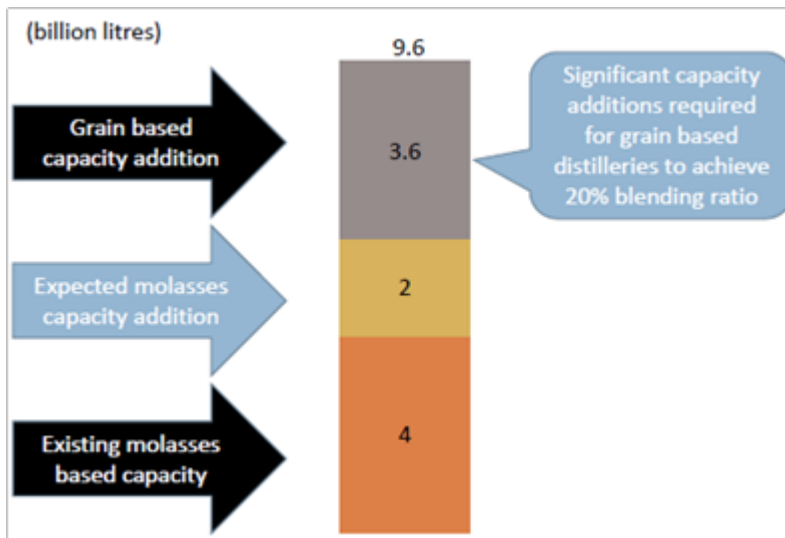 (billion litres)
9.6
Grain based
capacity addition
3.6
Significant capacity
additions required
for grain based
distilleries to achieve
20% blending ratio
Expected molasses
capacity addition
2
Existing molasses
based capacity
4